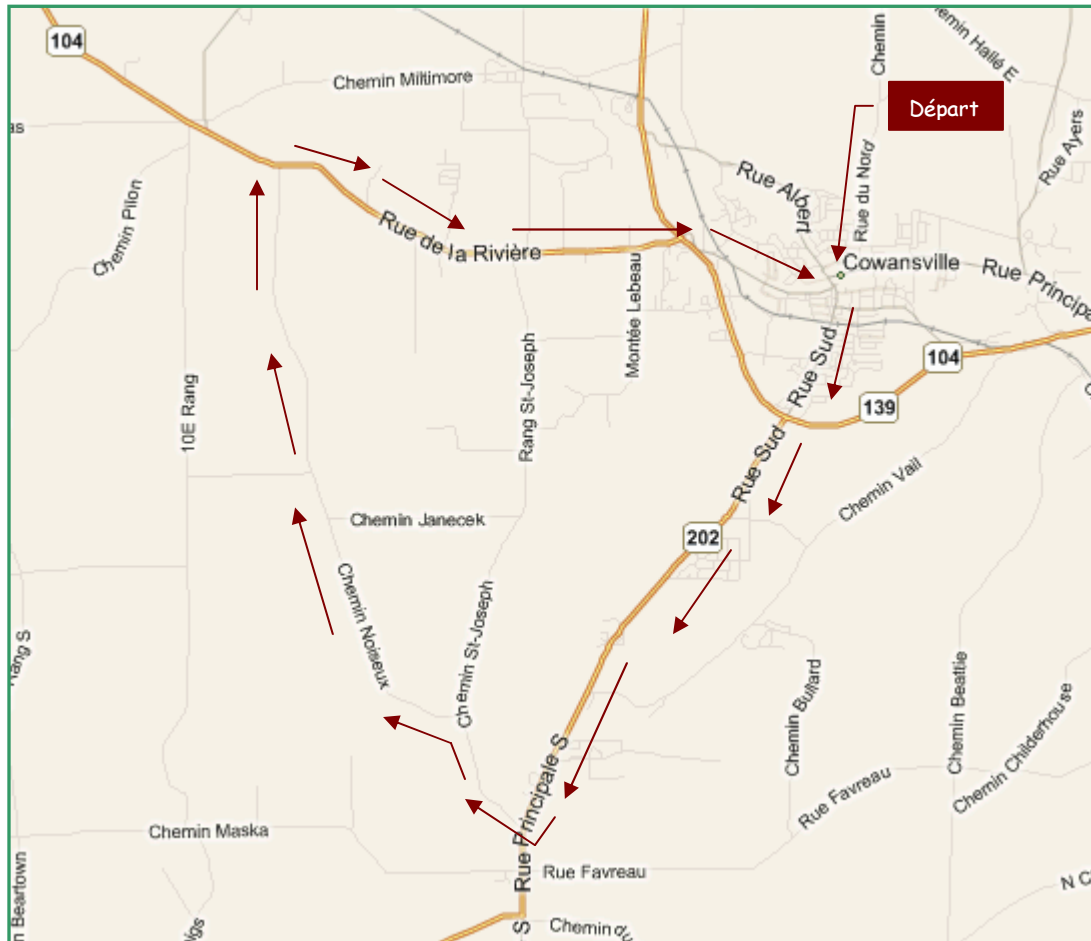 104
Chemin
Chemin Hallé E
Chemin Miltimore
Départ
Rue Ayers
Rue Albert
Rue du Nord
Chemin Pilon
Rue de la Rivière
Cowansville
Rue Princip
Montée Lebeau
Rue Sud
104
10E Rang
Rang St-Joseph
139
Rue Sud
Chemin Vail
Chemin Janecek
202
Chemin Noiseux
Rang S
Chemin St-Joseph
Chemin Bullard
Chemin Beattie
Chemin Childerhouse
Rue Principale S
Rue Favreau
Chemin Maska
Rue Favreau
Beartown
N C
S
Chemin du